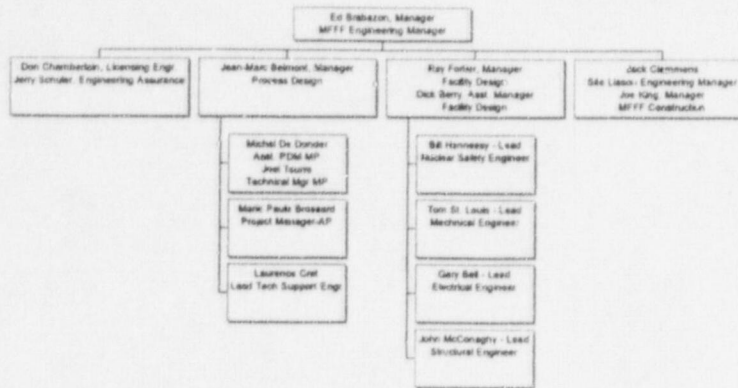 Ed Brabazon, Manager
MFFF Engineering Manager
Don Chamberlain, Licensing Engr.
Jerry Schuler, Engineering Assurance
Jean-Marc Belmont, Manager
Process Design
Ray Fortier, Manager
Facility Design
Dick Berry, Asst. Manager
Facility Design
Jack Clemmens
Site Liaison Engineering Manager
Joe King, Manager
MFFF Construction
Michel De Donder
Asst. PDM-MP
Joel
Technical Mgr MP
Marie Paule Brossard
Project Manager-AP
Laurence Gret
Lead Tech Support Engr
Bill Hennessy - Lead
Nuclear Safety Engineer
Tom St. Louis - Lead
Mechnical Engineer
Gary Bell - Lead
Electrical Engineer
John McConaghy - Lead
Structural Engineer